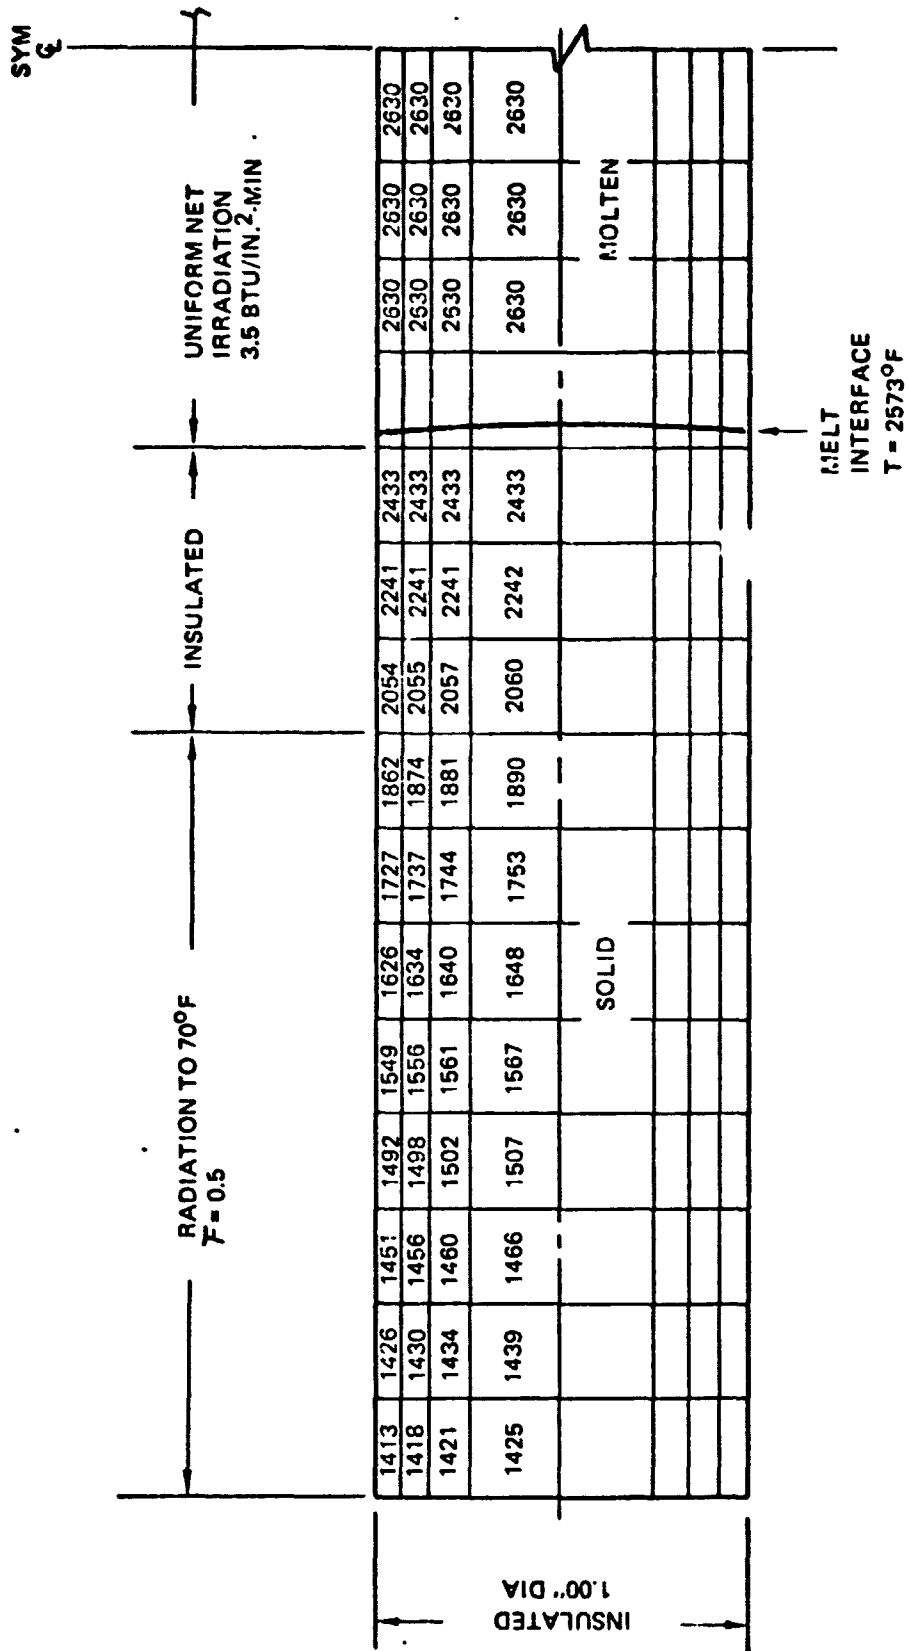 SYM
℄
RADIATION TO 70°F
F = 0.5
INSULATED
UNIFORM NET
IRRADIATION
3.5 BTU/IN.²-MIN
1413 1426 1451 1492 1549 1626 1727 1862 2054 2241 2433 2630 2630 2630
1418 1430 1456 1498 1556 1634 1737 1874 2055 2241 2433 2530 2630 2630
1421 1434 1460 1502 1561 1640 1744 1881 2057 2241 2433 2530 2630 2630
1425 1439 1466 1507 1567 1648 1753 1890 2060 2242 2433 2630 2630 2630
INSULATED
1.00" DIA
SOLID
MOLTEN
MELT
INTERFACE
T = 2573°F